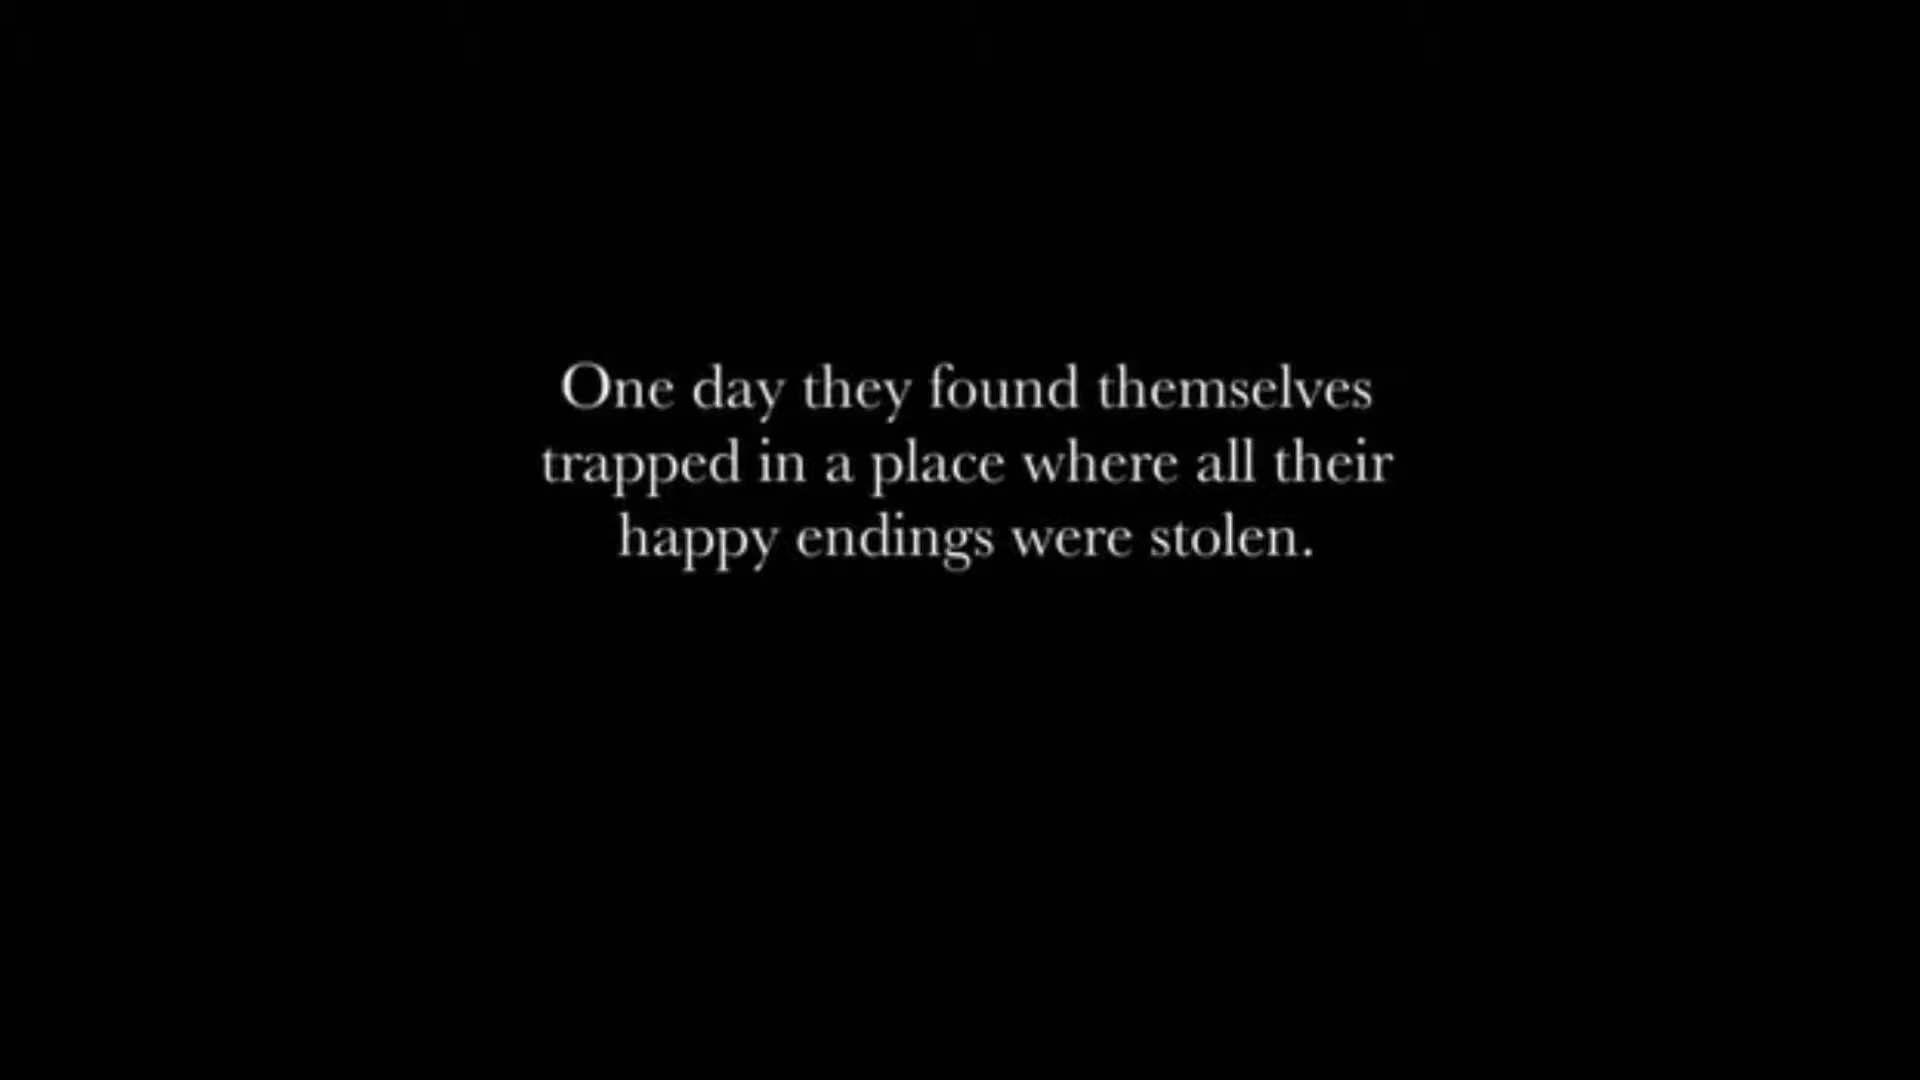 One day they found themselves
trapped in a place where all their
happy endings were stolen.